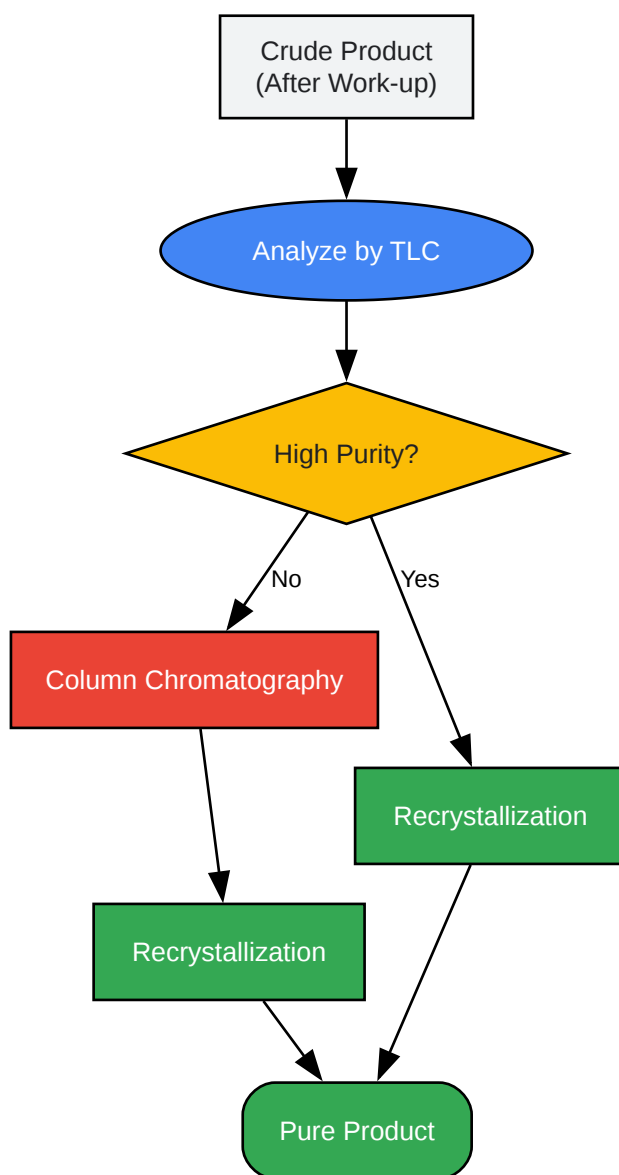 Crude Product
(After Work-up)
Analyze by TLC
High Purity?
No
Yes
Column Chromatography
Recrystallization
Recrystallization
Pure Product